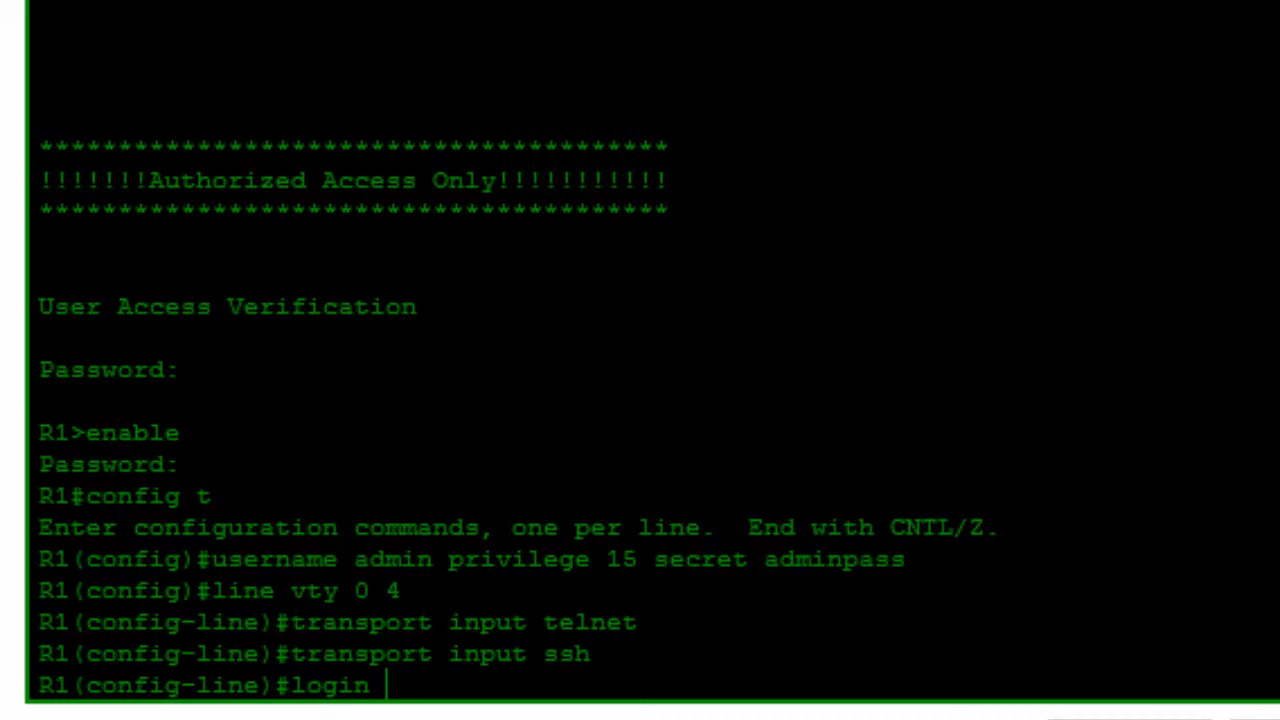 ****************************************
!!!!!!!Authorized Access Only!!!!!!!!!!!
****************************************
User Access Verification
Password:
R1>enable
Password:
R1#config t
Enter configuration commands, one per line.  End with CNTL/Z.
R1(config)#username admin privilege 15 secret adminpass
R1(config)#line vty 0 4
R1(config-line)#transport input telnet
R1(config-line)#transport input ssh
R1(config-line)#login